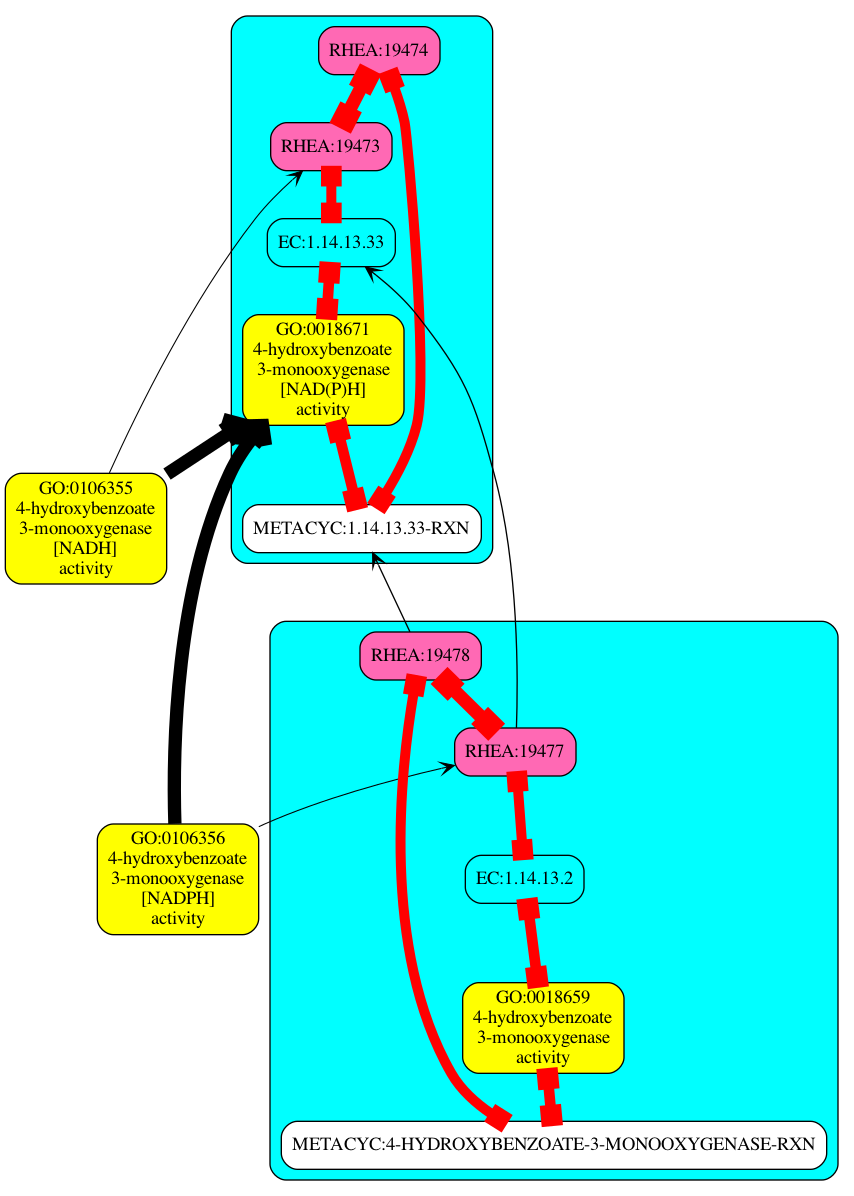 RHEA:19474
RHEA:19473
EC:1.14.13.33
GO:0018671
4-hydroxybenzoate
3-monooxygenase
[NAD(P)H]
activity
GO:0106355
4-hydroxybenzoate
3-monooxygenase
[NADH]
activity
METACYC:1.14.13.33-RXN
RHEA:19478
RHEA:19477
GO:0106356
4-hydroxybenzoate
3-monooxygenase
[NADPH]
activity
EC:1.14.13.2
GO:0018659
4-hydroxybenzoate
3-monooxygenase
activity
METACYC:4-HYDROXYBENZOATE-3-MONOOXYGENASE-RXN